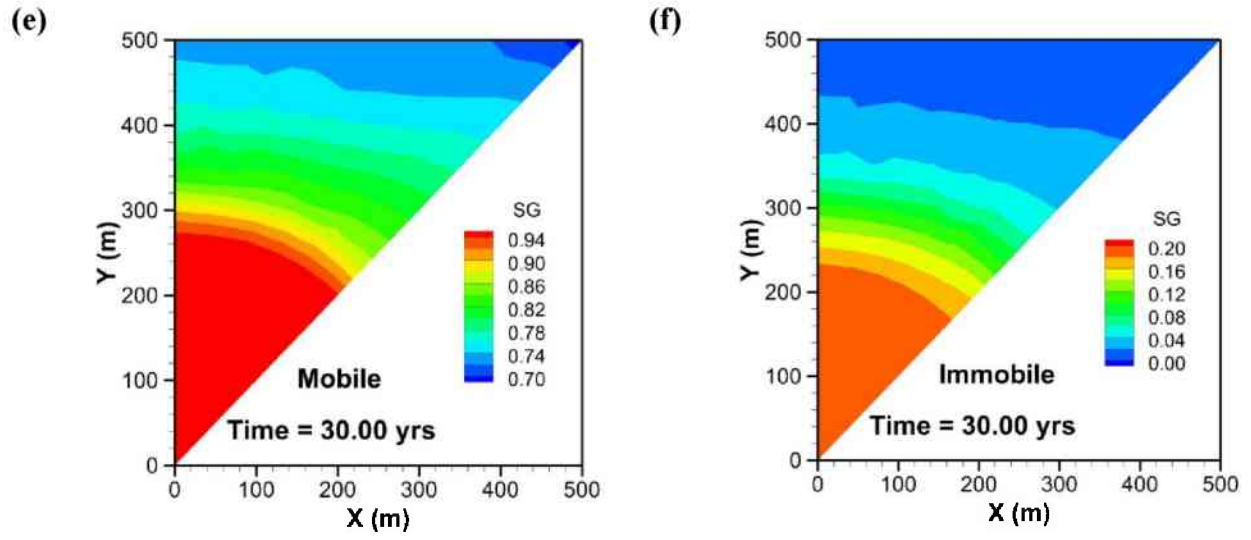 (e)
500
400
300
200
100
0
Y (m)
0 100 200 300 400 500
X (m)
SG
0.94
0.90
0.86
0.82
0.78
0.74
0.70
Mobile
Time = 30.00 yrs
(f)
500
400
300
200
100
0
Y (m)
0 100 200 300 400 500
X (m)
SG
0.20
0.16
0.12
0.08
0.04
0.00
Immobile
Time = 30.00 yrs